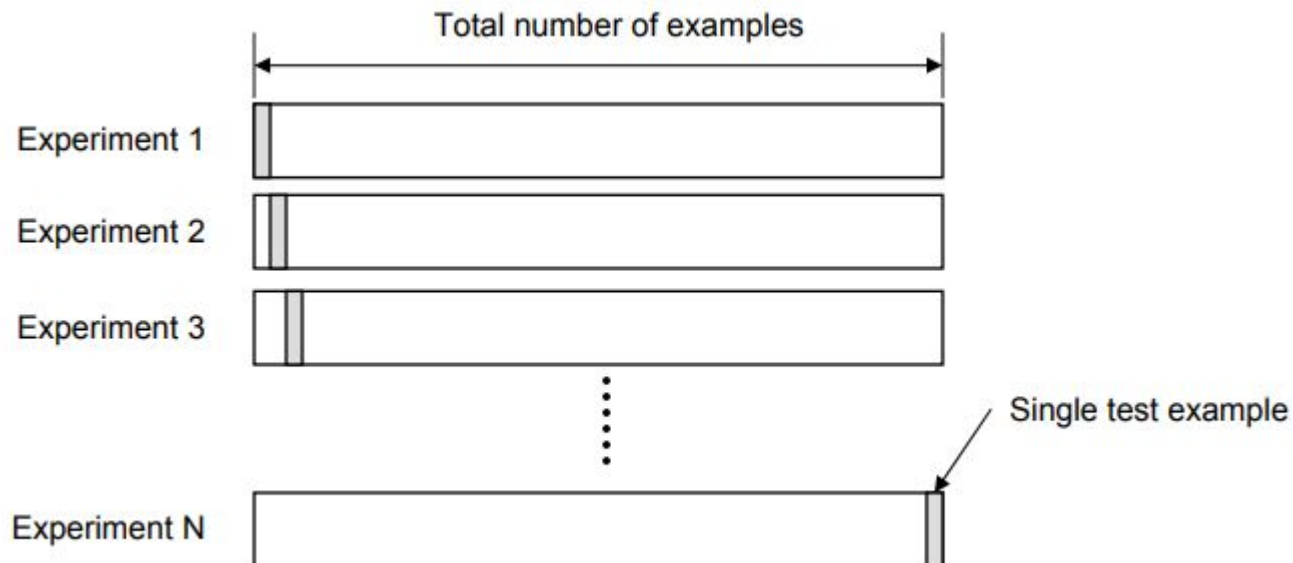 Total number of examples
Experiment 1
Experiment 2
Experiment 3
Single test example
Experiment N